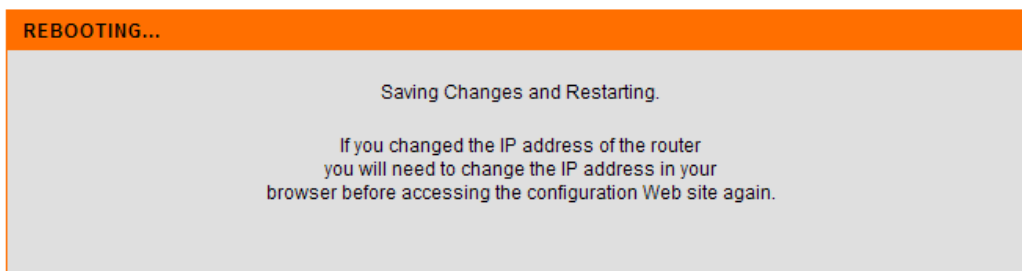 REBOOTING...
Saving Changes and Restarting.
If you changed the IP address of the router
you will need to change the IP address in your
browser before accessing the configuration Web site again.